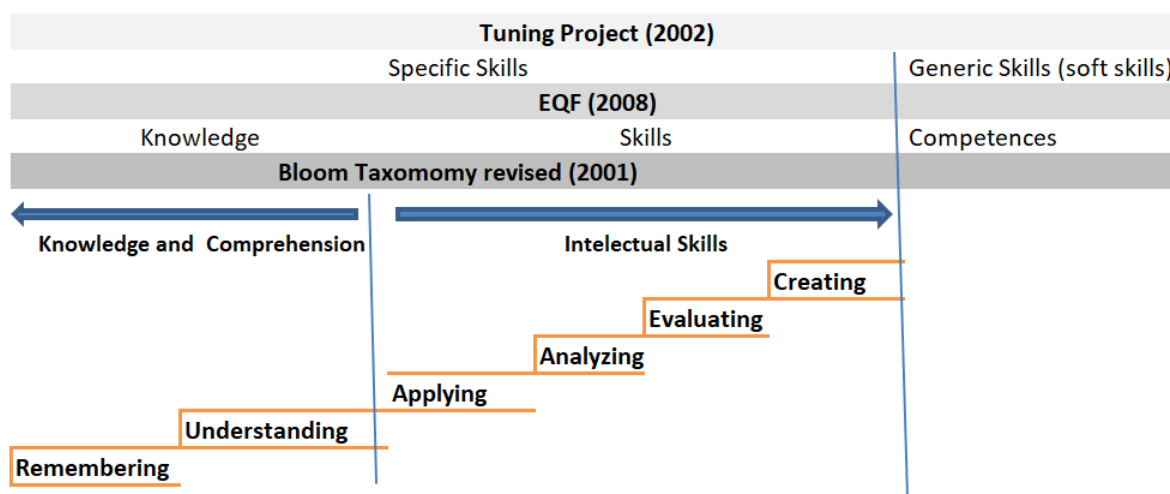 Tuning Project (2002)
Specific Skills Generic Skills (soft skills)
EQF (2008)
Knowledge Skills Competences
Bloom Taxomomy revised (2001)
Knowledge and Comprehension Intelectual Skills
Creating
Evaluating
Analyzing
Applying
Understanding
Remembering